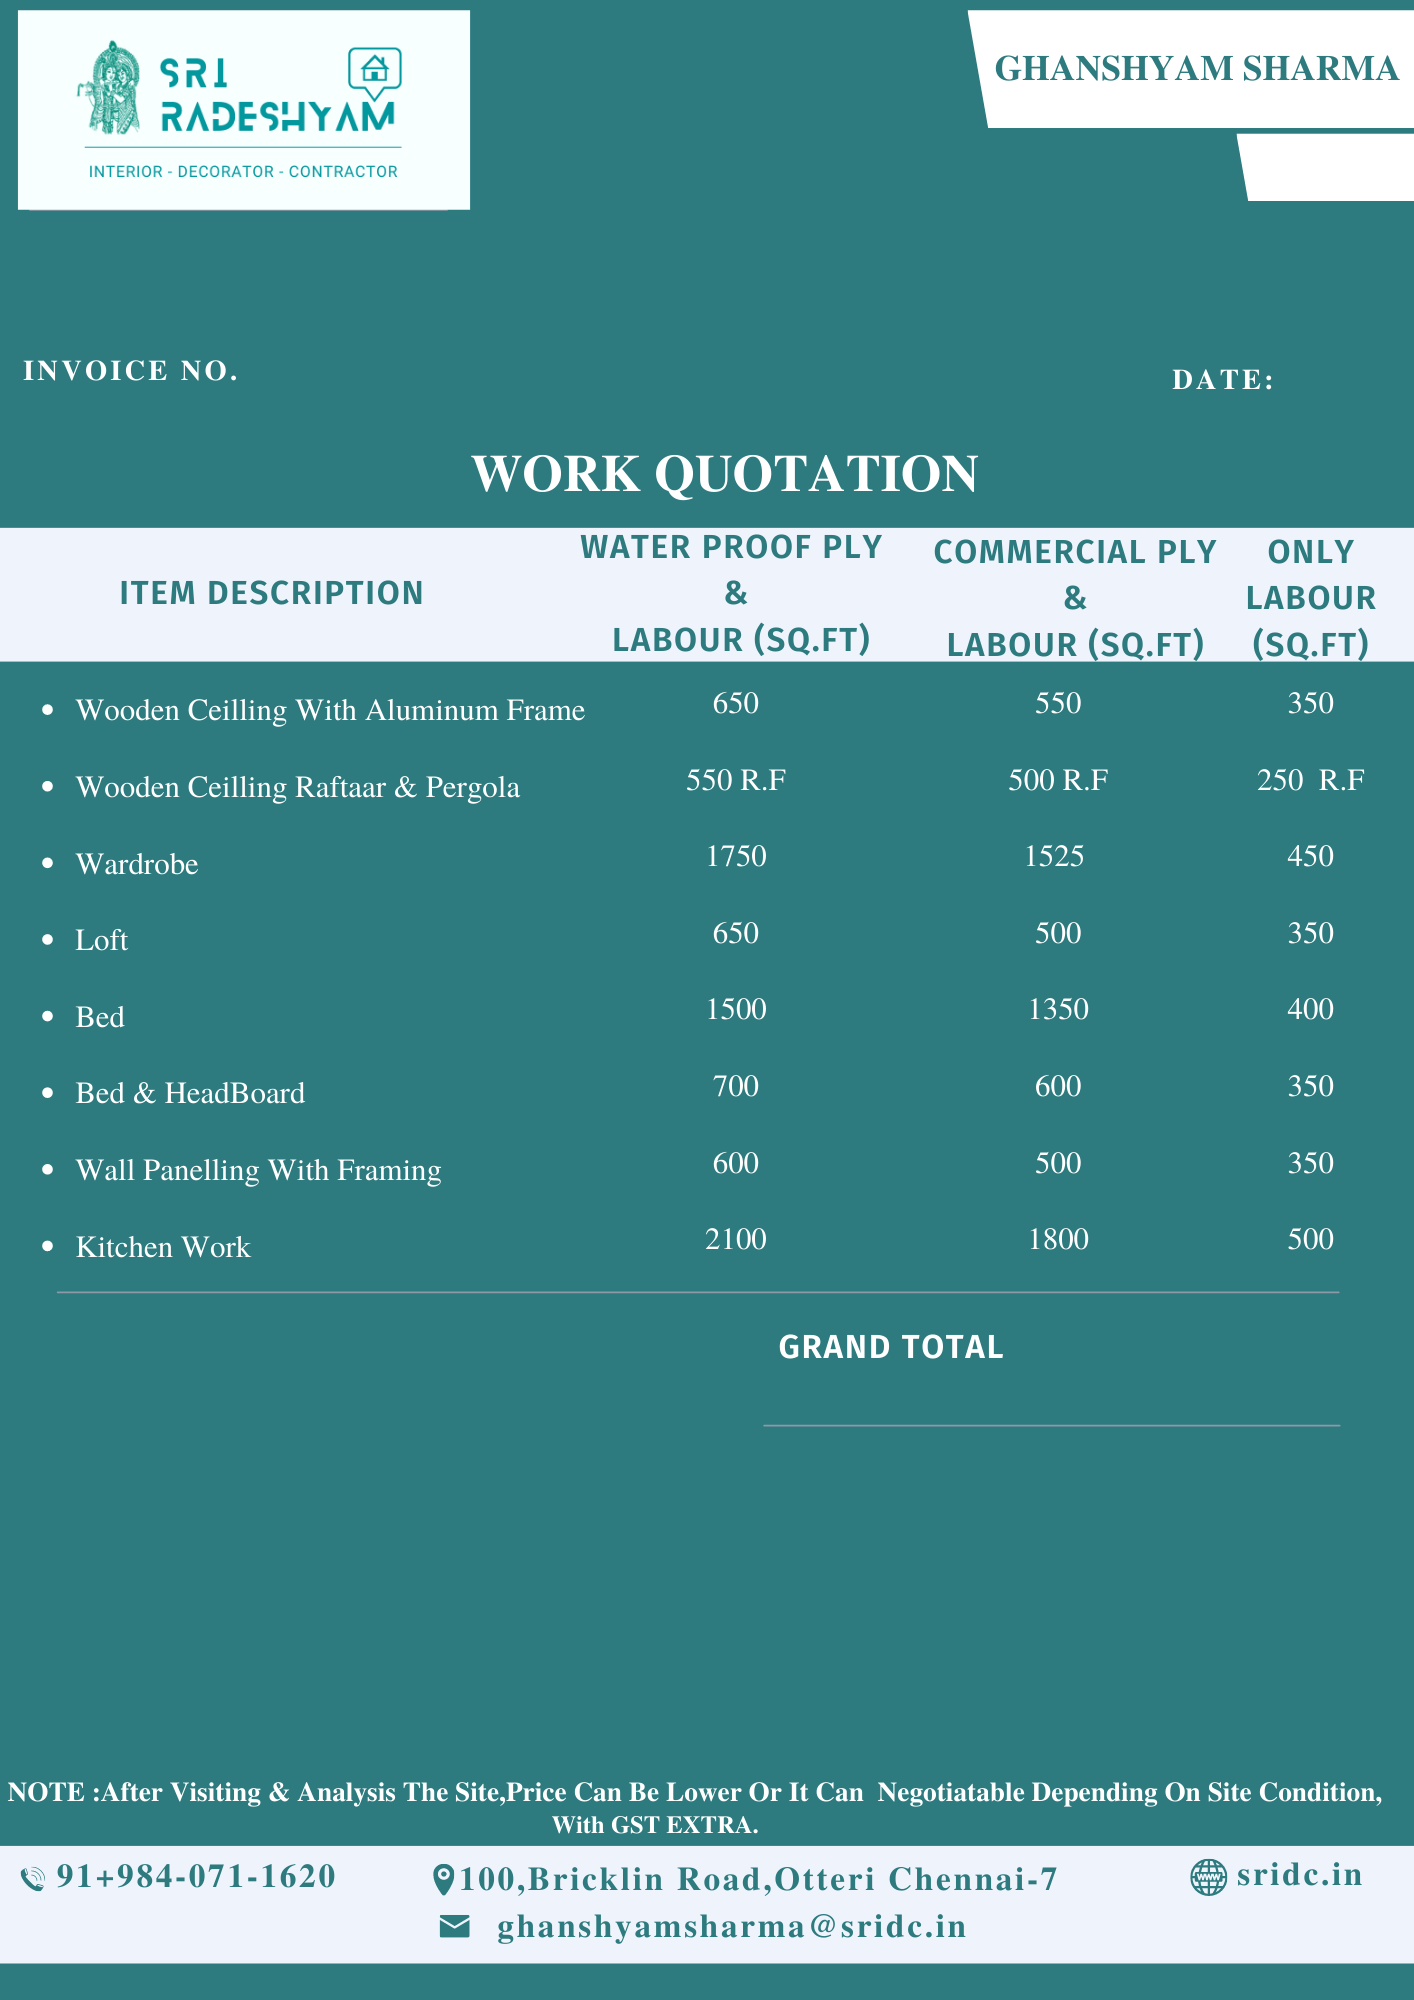 SRI
RADESHYAM
INTERIOR - DECORATOR - CONTRACTOR
GHANSHYAM SHARMA
INVOICE NO.
DATE:
WORK QUOTATION
ITEM DESCRIPTION
WATER PROOF PLY
&
LABOUR (SQ.FT)
COMMERCIAL PLY
&
LABOUR (SQ.FT)
ONLY
LABOUR
(SQ.FT)
• Wooden Ceilling With Aluminum Frame 650 550 350
• Wooden Ceilling Raftaar & Pergola 550 R.F 500 R.F 250 R.F
• Wardrobe 1750 1525 450
• Loft 650 500 350
• Bed 1500 1350 400
• Bed & HeadBoard 700 600 350
• Wall Panelling With Framing 600 500 350
• Kitchen Work 2100 1800 500
GRAND TOTAL
NOTE :After Visiting & Analysis The Site,Price Can Be Lower Or It Can Negotiatable Depending On Site Condition,
With GST EXTRA.
91+984-071-1620
100,Bricklin Road,Otteri Chennai-7
www sridc.in
ghanshyamsharma@sridc.in